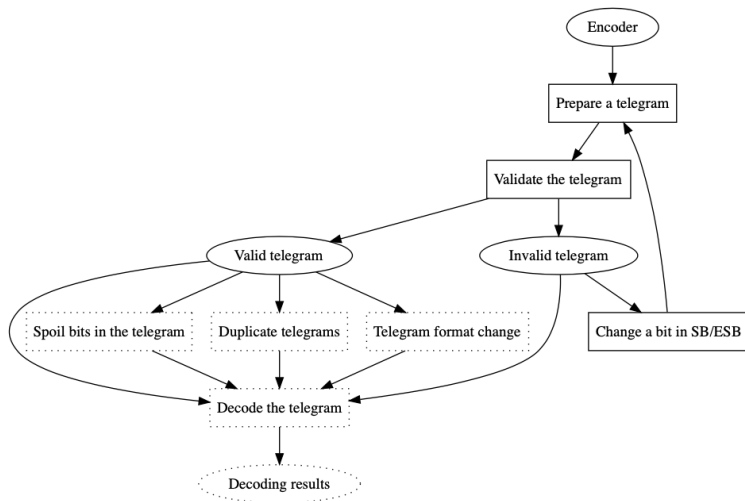 Encoder
Prepare a telegram
Validate the telegram
Valid telegram
Invalid telegram
Spoil bits in the telegram
Duplicate telegrams
Telegram format change
Change a bit in SB/ESB
Decode the telegram
Decoding results